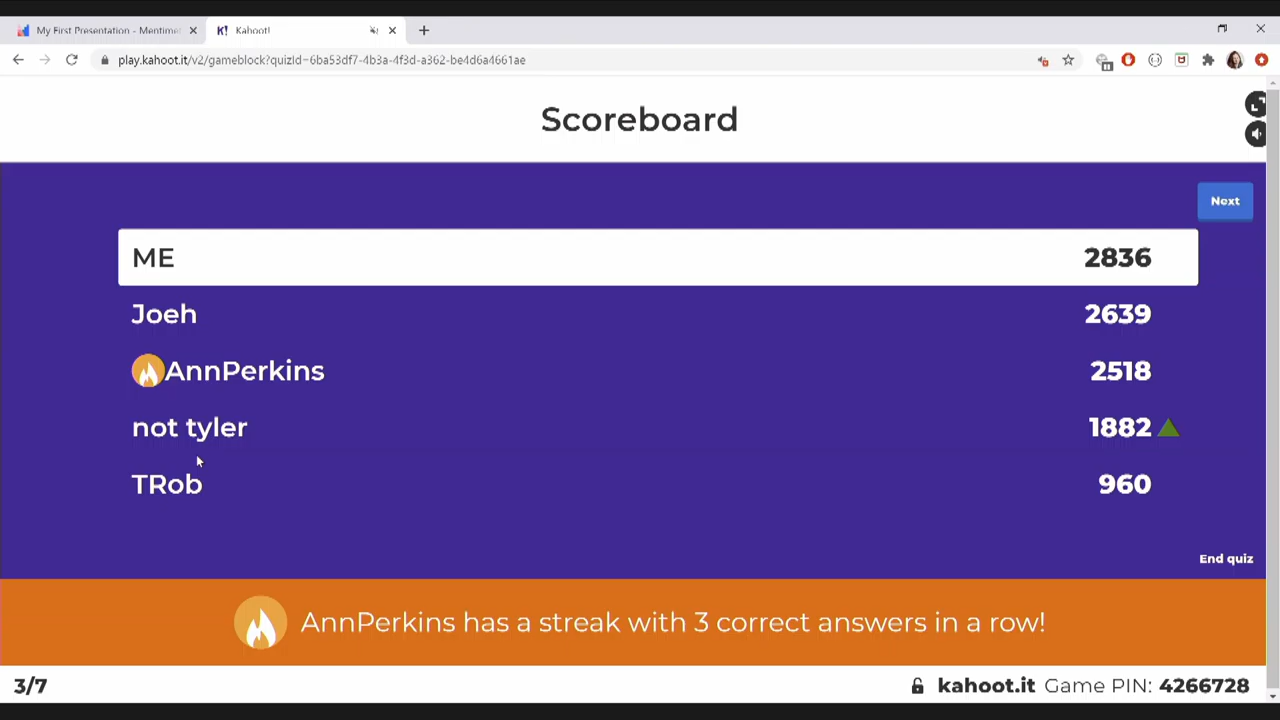 My First Presentation - Mentime
K! Kahoot!
play.kahoot.it/v2/gameblock?quizId=6ba53df7-4b3a-4f3d-a362-be4d6a4661ae
Scoreboard
Next
ME 2836
Joeh 2639
AnnPerkins 2518
not tyler 1882
TRob 960
End quiz
AnnPerkins has a streak with 3 correct answers in a row!
3/7 kahoot.it Game PIN: 4266728